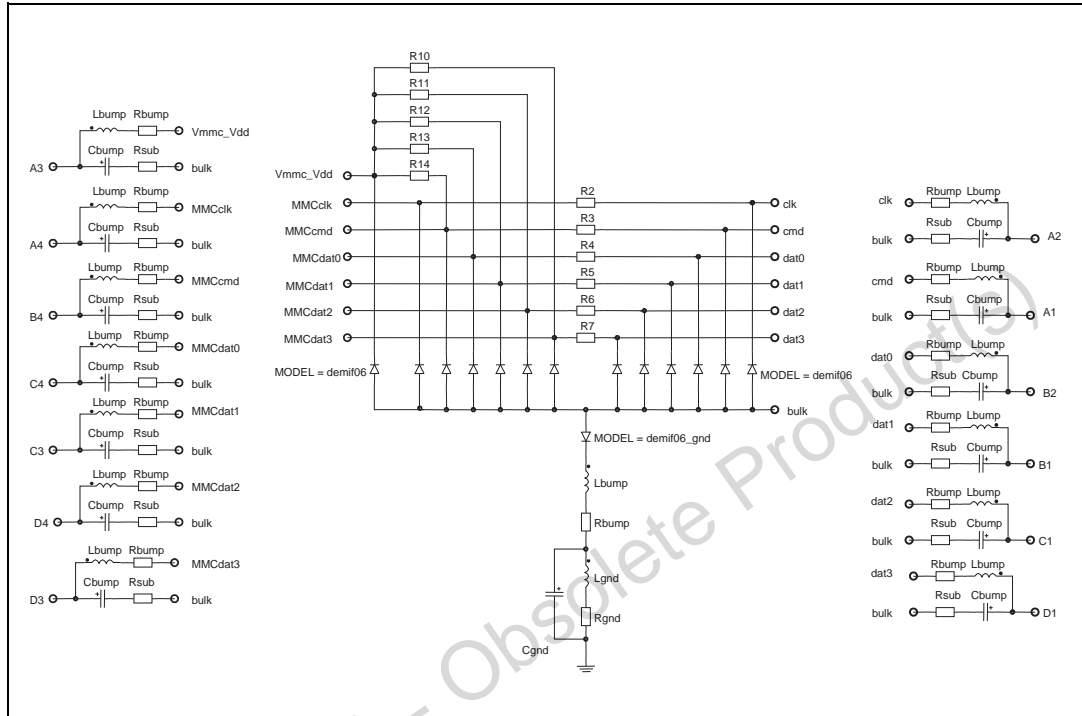 Lbump Rbump
Vmmc_Vdd
Cbump Rsub
A3
bulk
Lbump Rbump
MMCclk
Cbump Rsub
A4
bulk
Lbump Rbump
MMCcmd
Cbump Rsub
B4
bulk
Lbump Rbump
MMCdat0
Cbump Rsub
C4
bulk
Lbump Rbump
MMCdat1
Cbump Rsub
C3
bulk
Lbump Rbump
MMCdat2
Cbump Rsub
D4
bulk
Lbump Rbump
MMCdat3
Cbump Rsub
D3
bulk
R10
R11
R12
R13
R14
Vmmc_Vdd
R2
MMCclk
clk
R3
MMCcmd
cmd
R4
MMCdat0
dat0
R5
MMCdat1
dat1
R6
MMCdat2
dat2
R7
MMCdat3
dat3
MODEL = demif06
MODEL = demif06
bulk
MODEL = demif06_gnd
Lbump
Rbump
Lgnd
Rgnd
Cgnd
Rbump Lbump
clk
Rsub Cbump
bulk
A2
Rbump Lbump
cmd
Rsub Cbump
bulk
A1
Rbump Lbump
dat0
Rsub Cbump
bulk
B2
Rbump Lbump
dat1
Rsub Cbump
bulk
B1
Rbump Lbump
dat2
Rsub Cbump
bulk
C1
Rbump Lbump
dat3
Rsub Cbump
bulk
D1
- Obsolete Product(s)